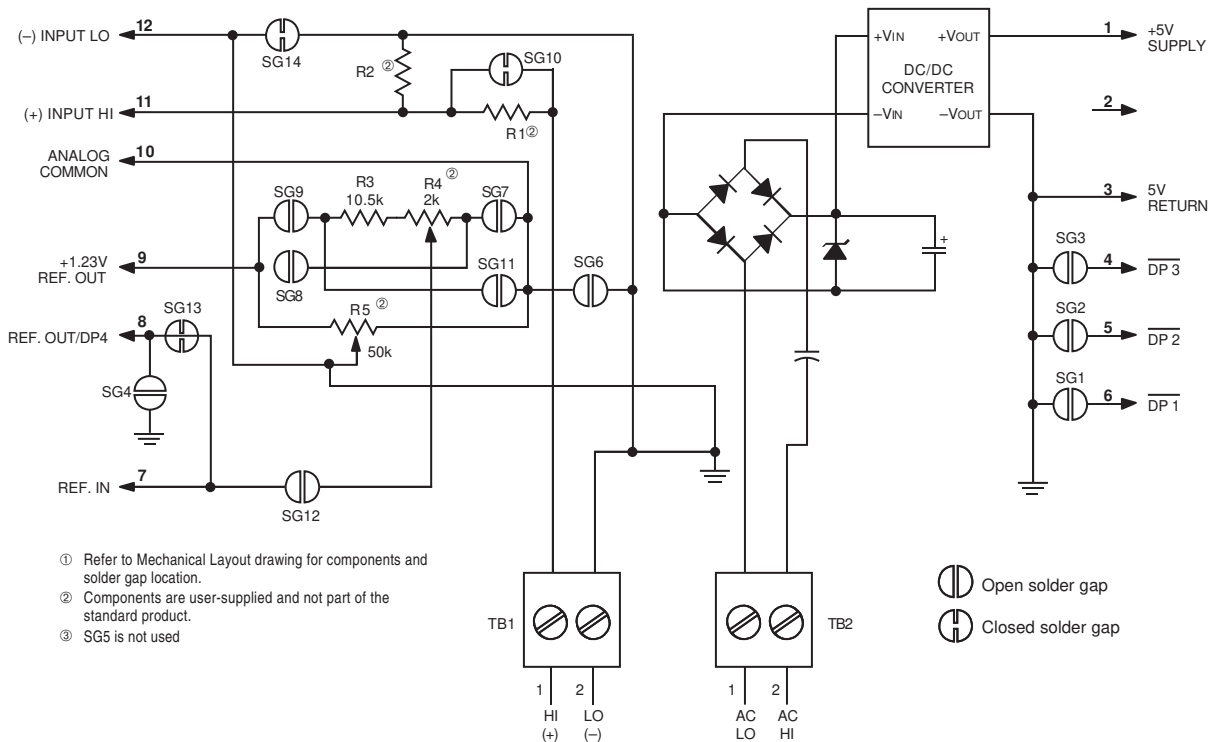 12
(–) INPUT LO
SG14
R2 ②
SG10
11
(+) INPUT HI
R1②
10
ANALOG
COMMON
SG9
R3
10.5k
R4 ②
2k
SG7
9
+1.23V
REF. OUT
SG8
SG11
SG6
R5 ②
50k
8
REF. OUT/DP4
SG13
SG4
7
REF. IN
SG12
+VIN
+VOUT
DC/DC
CONVERTER
–VIN
–VOUT
1
+5V
SUPPLY
2
3
5V
RETURN
+
SG3
4
DP 3
SG2
5
DP 2
SG1
6
DP 1
① Refer to Mechanical Layout drawing for components and
solder gap location.
② Components are user-supplied and not part of the
standard product.
③ SG5 is not used
TB1
1
2
HI
(+)
LO
(–)
TB2
1
2
AC
LO
AC
HI
Open solder gap
Closed solder gap